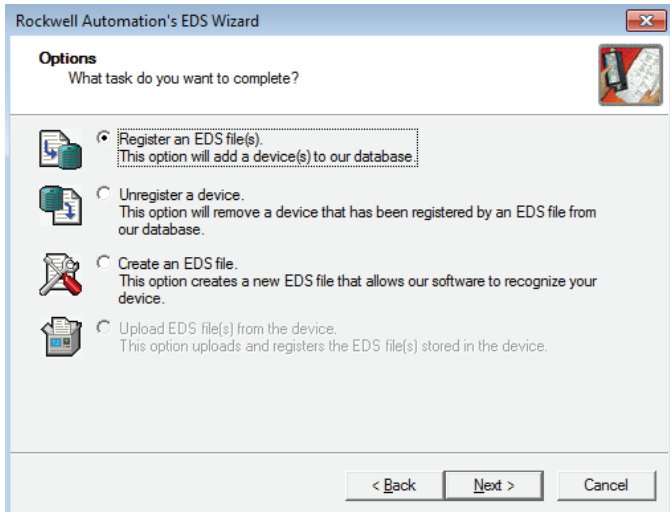 Rockwell Automation's EDS Wizard
Options
What task do you want to complete?
Register an EDS file(s).
This option will add a device(s) to our database.
Unregister a device.
This option will remove a device that has been registered by an EDS file from
our database.
Create an EDS file.
This option creates a new EDS file that allows our software to recognize your
device.
Upload EDS file(s) from the device.
This option uploads and registers the EDS file(s) stored in the device.
< Back Next > Cancel